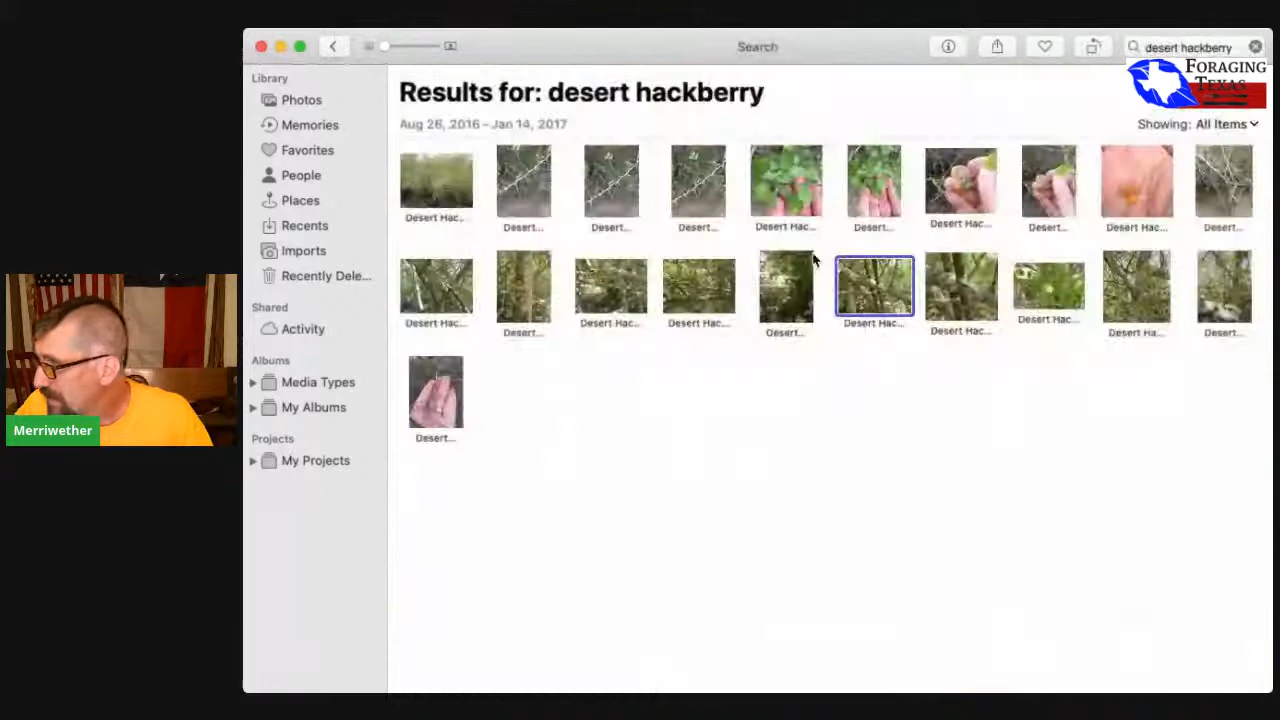 Search
desert hackberry
FORAGING
TEXAS
Library
Photos
Memories
Favorites
People
Places
Recents
Imports
Recently Dele...
Shared
Activity
Albums
Media Types
My Albums
Projects
My Projects
Results for: desert hackberry
Aug 26, 2016 – Jan 14, 2017
Showing: All Items
Desert Hac...
Desert...
Desert...
Desert...
Desert Hac...
Desert...
Desert Hac...
Desert...
Desert Hac...
Desert...
Desert Hac...
Desert...
Desert Hac...
Desert Hac...
Desert...
Desert Hac...
Desert Hac...
Desert Hac...
Desert Ha...
Desert...
Desert...
Merriwether